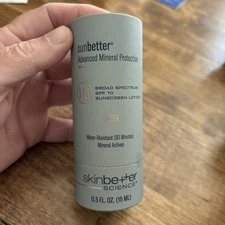 sunbetter®
Advanced Mineral Protection
BROAD SPECTRUM
SPF 70
SUNSCREEN LOTION
Water-Resistant (80 Minutes)
Mineral Actives
skinbetter
SCIENCE®
0.5 FL. OZ. (15 ML)